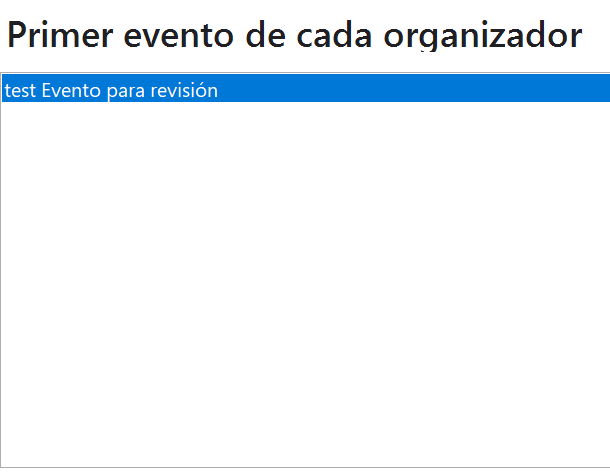 Primer evento de cada organizador
test Evento para revisión